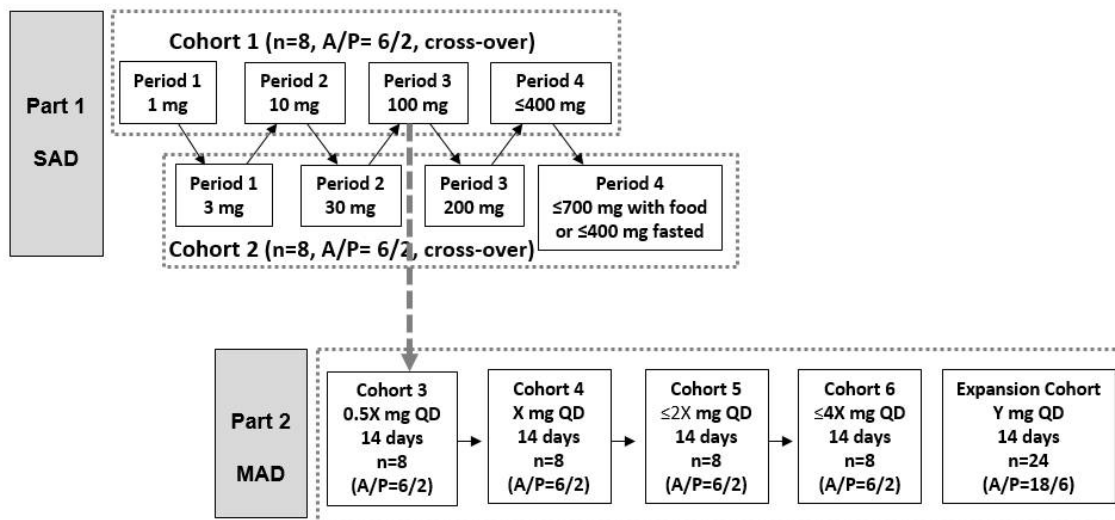 Part 1
SAD
Cohort 1 (n=8, A/P= 6/2, cross-over)
Period 1
1 mg
Period 2
10 mg
Period 3
100 mg
Period 4
≤400 mg
Period 1
3 mg
Period 2
30 mg
Period 3
200 mg
Period 4
≤700 mg with food
or ≤400 mg fasted
Cohort 2 (n=8, A/P= 6/2, cross-over)
Part 2
MAD
Cohort 3
0.5X mg QD
14 days
n=8
(A/P=6/2)
Cohort 4
X mg QD
14 days
n=8
(A/P=6/2)
Cohort 5
≤2X mg QD
14 days
n=8
(A/P=6/2)
Cohort 6
≤4X mg QD
14 days
n=8
(A/P=6/2)
Expansion Cohort
Y mg QD
14 days
n=24
(A/P=18/6)